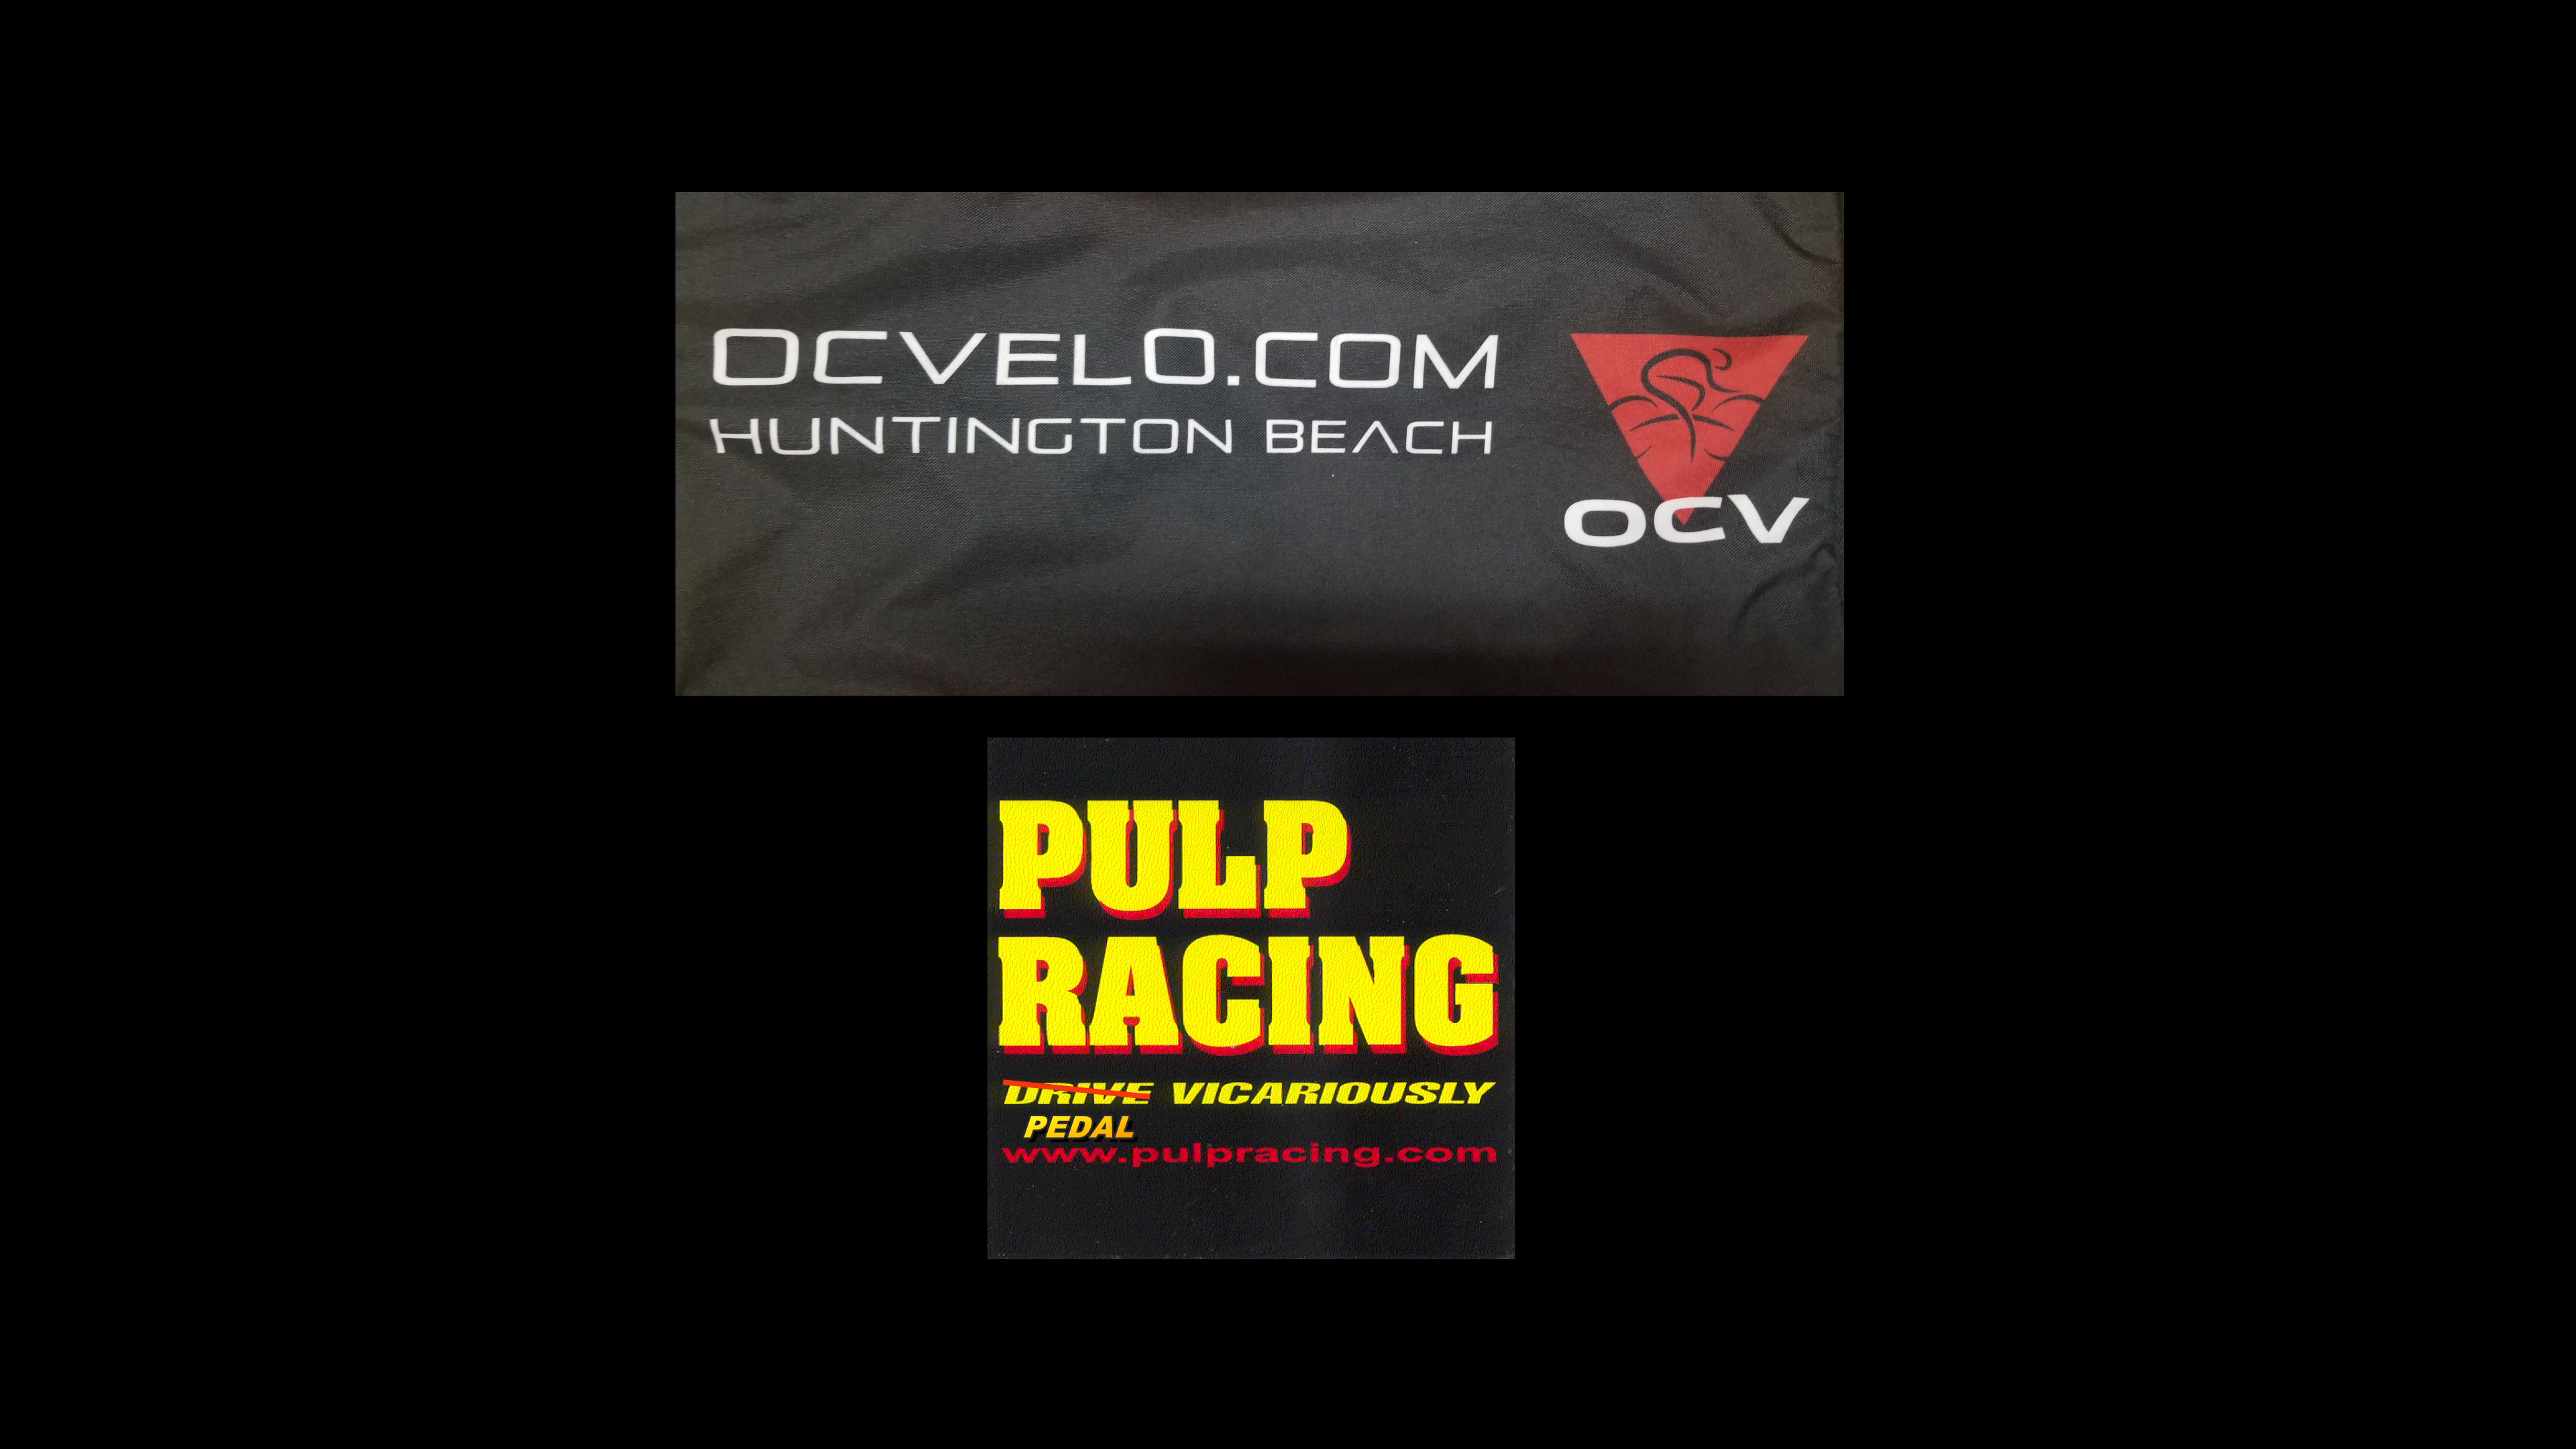 OCVELO.COM
HUNTINGTON BEACH
OCV
PULP
RACING
DRIVE VICARIOUSLY
PEDAL
www.pulpracing.com